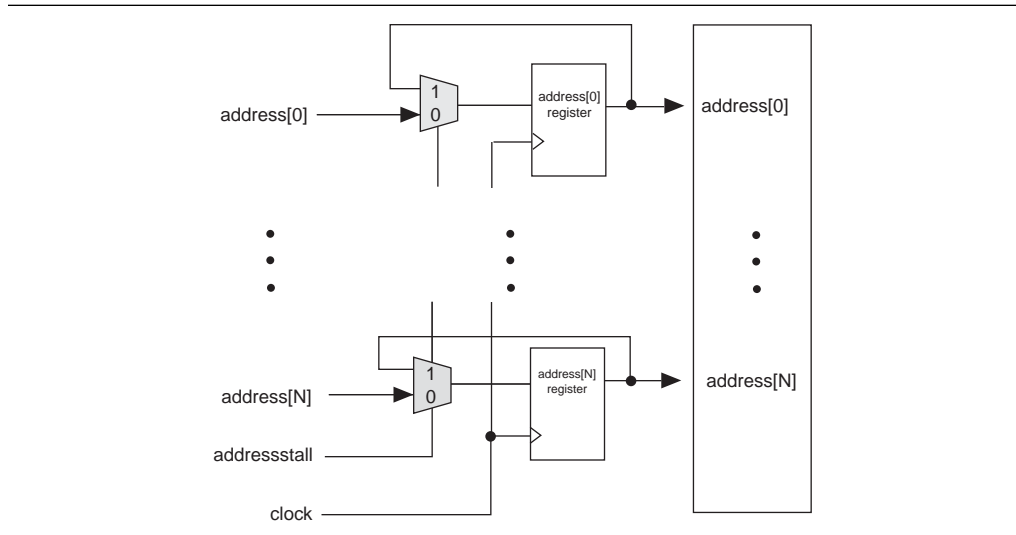 1
0
address[0]
address[0]
register
address[0]
1
0
address[N]
address[N]
register
address[N]
addressstall
clock